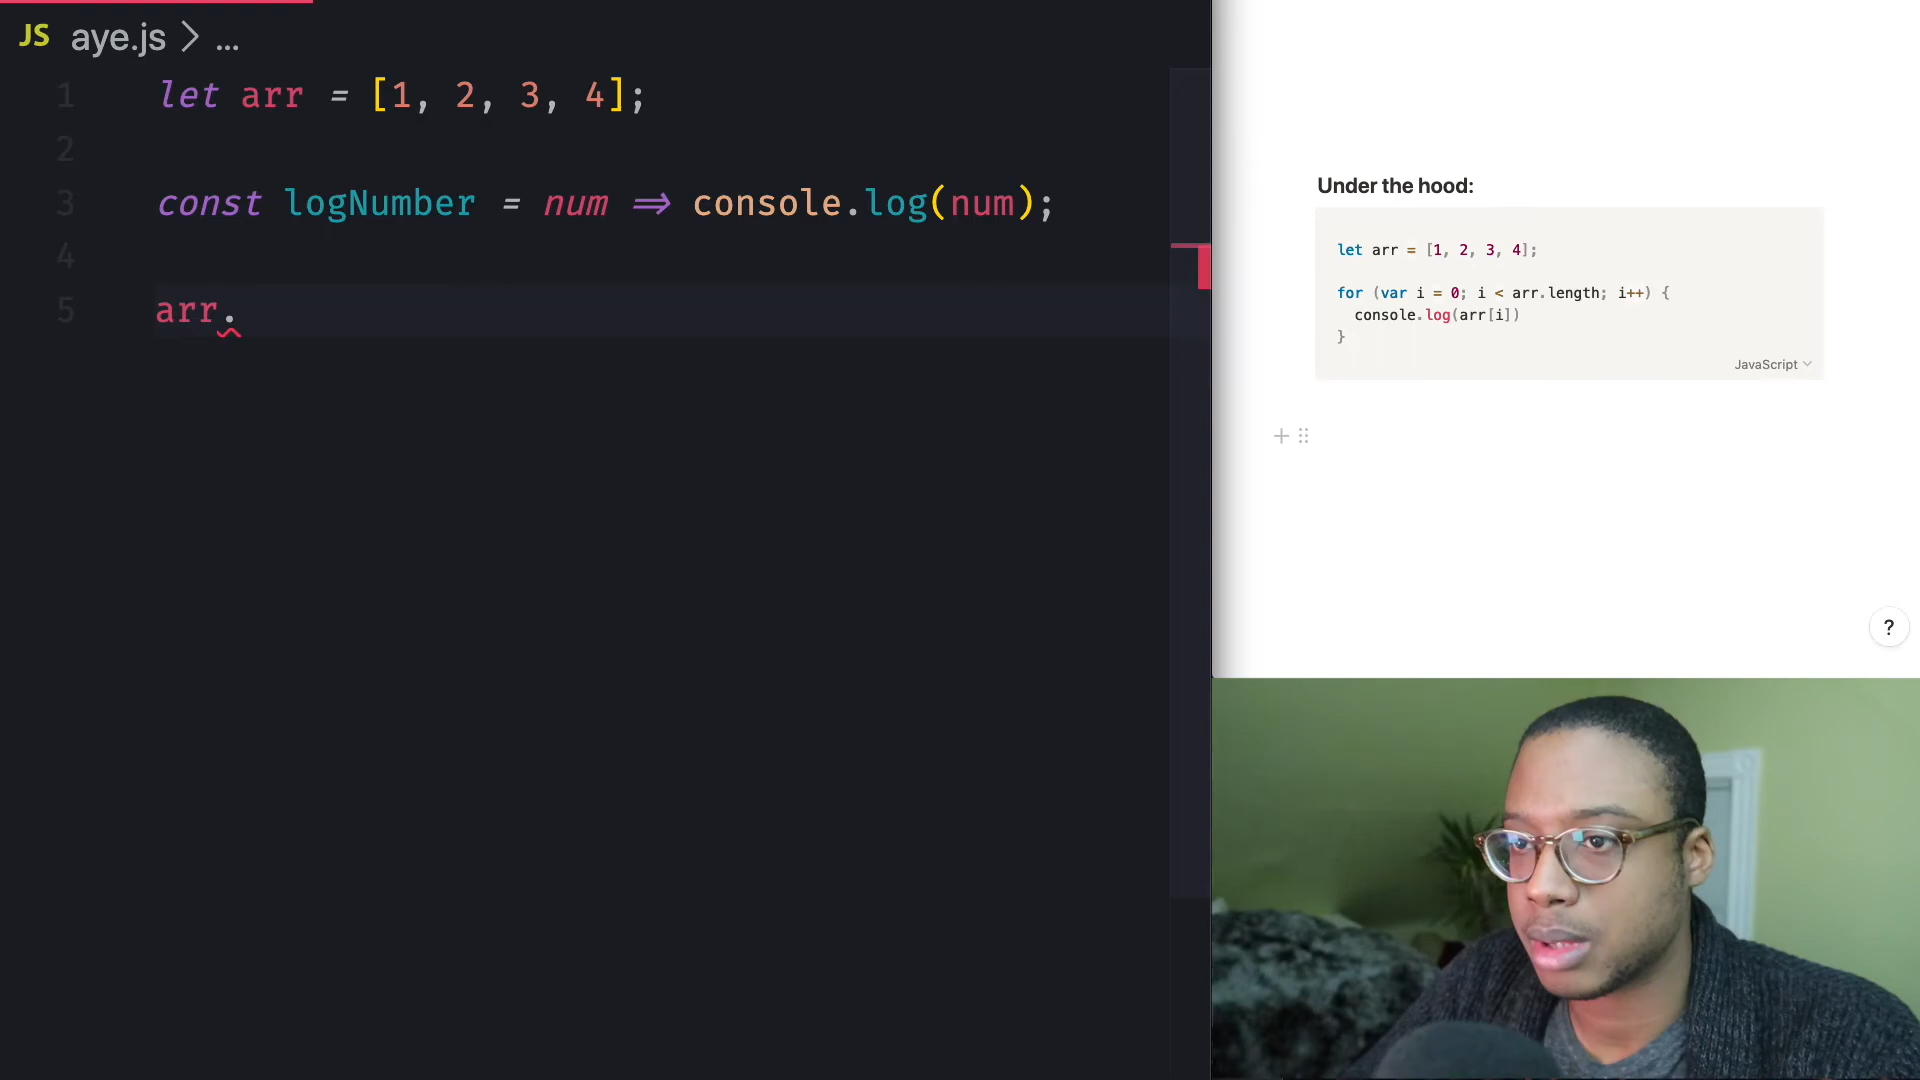 JS aye.js > ...
1 let arr = [1, 2, 3, 4];
2
3 const logNumber = num => console.log(num);
4
5 arr.
Under the hood:
let arr = [1, 2, 3, 4];
for (var i = 0; i < arr.length; i++) {
console.log(arr[i])
}
JavaScript
?